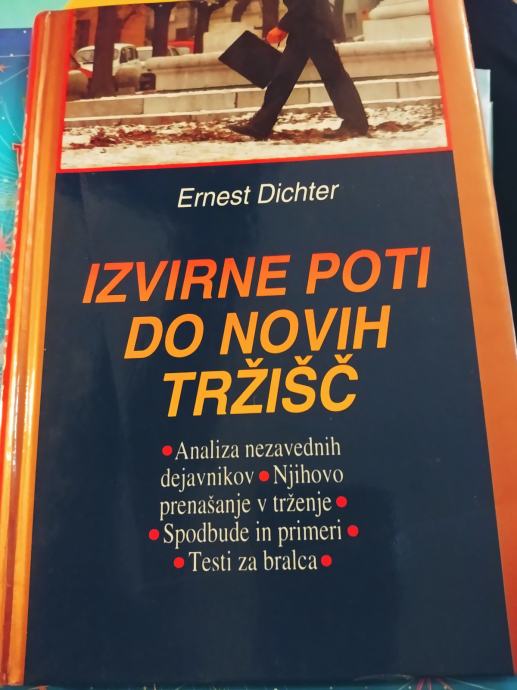 Ernest Dichter
IZVIRNE POTI
DO NOVIH
TRŽIŠČ
• Analiza nezavednih
dejavnikov • Njihovo
prenašanje v trženje •
• Spodbude in primeri •
• Testi za bralca •